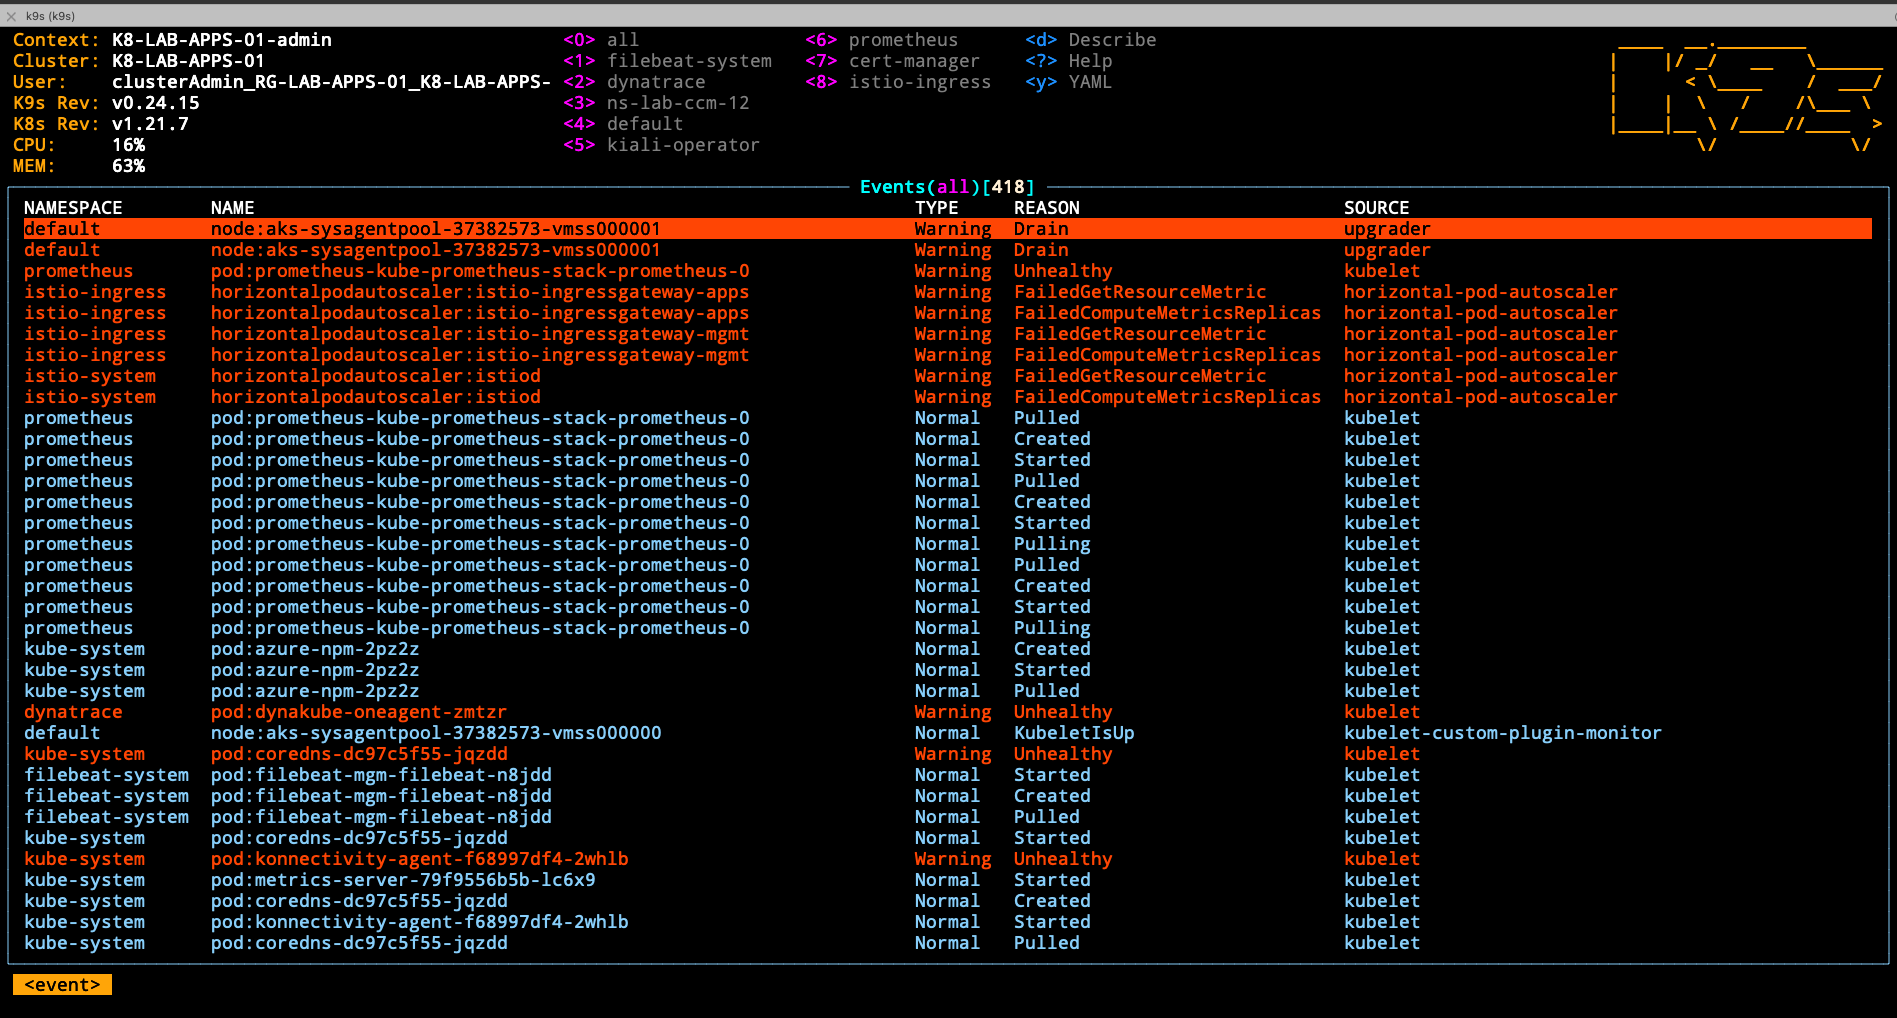 k9s (k9s)
Context: K8-LAB-APPS-01-admin <0> all <6> prometheus <d> Describe
Cluster: K8-LAB-APPS-01 <1> filebeat-system <7> cert-manager <?> Help
User: clusterAdmin_RG-LAB-APPS-01_K8-LAB-APPS- <2> dynatrace <8> istio-ingress <y> YAML
K9s Rev: v0.24.15 <3> ns-lab-ccm-12
K8s Rev: v1.21.7 <4> default
CPU: 16% <5> kiali-operator
MEM: 63%
Events(all)[418]
NAMESPACE NAME TYPE REASON SOURCE
default node:aks-sysagentpool-37382573-vmss000001 Warning Drain upgrader
default node:aks-sysagentpool-37382573-vmss000001 Warning Drain upgrader
prometheus pod:prometheus-kube-prometheus-stack-prometheus-0 Warning Unhealthy kubelet
istio-ingress horizontalpodautoscaler:istio-ingressgateway-apps Warning FailedGetResourceMetric horizontal-pod-autoscaler
istio-ingress horizontalpodautoscaler:istio-ingressgateway-apps Warning FailedComputeMetricsReplicas horizontal-pod-autoscaler
istio-ingress horizontalpodautoscaler:istio-ingressgateway-mgmt Warning FailedGetResourceMetric horizontal-pod-autoscaler
istio-ingress horizontalpodautoscaler:istio-ingressgateway-mgmt Warning FailedComputeMetricsReplicas horizontal-pod-autoscaler
istio-system horizontalpodautoscaler:istiod Warning FailedGetResourceMetric horizontal-pod-autoscaler
istio-system horizontalpodautoscaler:istiod Warning FailedComputeMetricsReplicas horizontal-pod-autoscaler
prometheus pod:prometheus-kube-prometheus-stack-prometheus-0 Normal Pulled kubelet
prometheus pod:prometheus-kube-prometheus-stack-prometheus-0 Normal Created kubelet
prometheus pod:prometheus-kube-prometheus-stack-prometheus-0 Normal Started kubelet
prometheus pod:prometheus-kube-prometheus-stack-prometheus-0 Normal Pulled kubelet
prometheus pod:prometheus-kube-prometheus-stack-prometheus-0 Normal Created kubelet
prometheus pod:prometheus-kube-prometheus-stack-prometheus-0 Normal Started kubelet
prometheus pod:prometheus-kube-prometheus-stack-prometheus-0 Normal Pulling kubelet
prometheus pod:prometheus-kube-prometheus-stack-prometheus-0 Normal Pulled kubelet
prometheus pod:prometheus-kube-prometheus-stack-prometheus-0 Normal Created kubelet
prometheus pod:prometheus-kube-prometheus-stack-prometheus-0 Normal Started kubelet
prometheus pod:prometheus-kube-prometheus-stack-prometheus-0 Normal Pulling kubelet
kube-system pod:azure-npm-2pz2z Normal Created kubelet
kube-system pod:azure-npm-2pz2z Normal Started kubelet
kube-system pod:azure-npm-2pz2z Normal Pulled kubelet
dynatrace pod:dynakube-oneagent-zmtzr Warning Unhealthy kubelet
default node:aks-sysagentpool-37382573-vmss000000 Normal KubeletIsUp kubelet-custom-plugin-monitor
kube-system pod:coredns-dc97c5f55-jqzdd Warning Unhealthy kubelet
filebeat-system pod:filebeat-mgm-filebeat-n8jdd Normal Started kubelet
filebeat-system pod:filebeat-mgm-filebeat-n8jdd Normal Created kubelet
filebeat-system pod:filebeat-mgm-filebeat-n8jdd Normal Pulled kubelet
kube-system pod:coredns-dc97c5f55-jqzdd Normal Started kubelet
kube-system pod:konnectivity-agent-f68997df4-2whlb Warning Unhealthy kubelet
kube-system pod:metrics-server-79f9556b5b-lc6x9 Normal Started kubelet
kube-system pod:coredns-dc97c5f55-jqzdd Normal Created kubelet
kube-system pod:konnectivity-agent-f68997df4-2whlb Normal Started kubelet
kube-system pod:coredns-dc97c5f55-jqzdd Normal Pulled kubelet
<event>